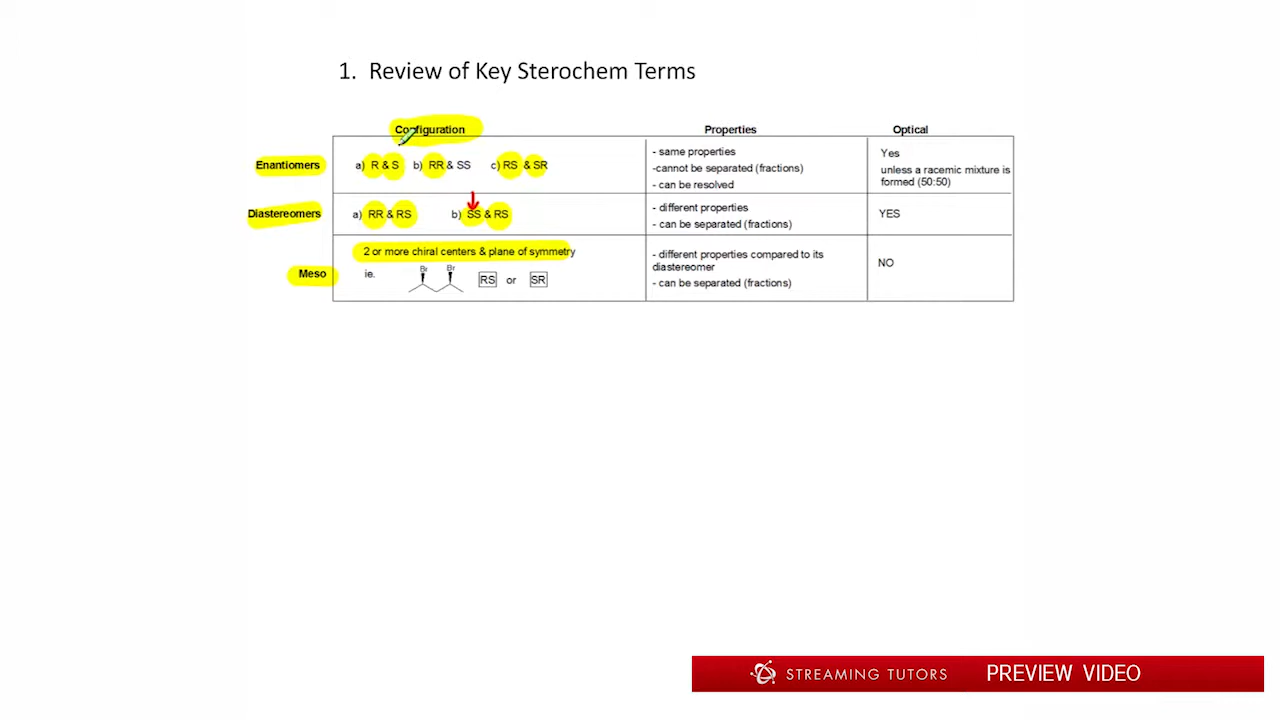 1. Review of Key Sterochem Terms
Configuration Properties Optical
Enantiomers a) R & S b) RR & SS c) RS & SR
- same properties
-cannot be separated (fractions)
- can be resolved
Yes
unless a racemic mixture is
formed (50:50)
Diastereomers a) RR & RS b) SS & RS
- different properties
- can be separated (fractions)
YES
Meso
2 or more chiral centers & plane of symmetry
ie. Br Br RS or SR
- different properties compared to its
diastereomer
- can be separated (fractions)
NO
STREAMING TUTORS PREVIEW VIDEO